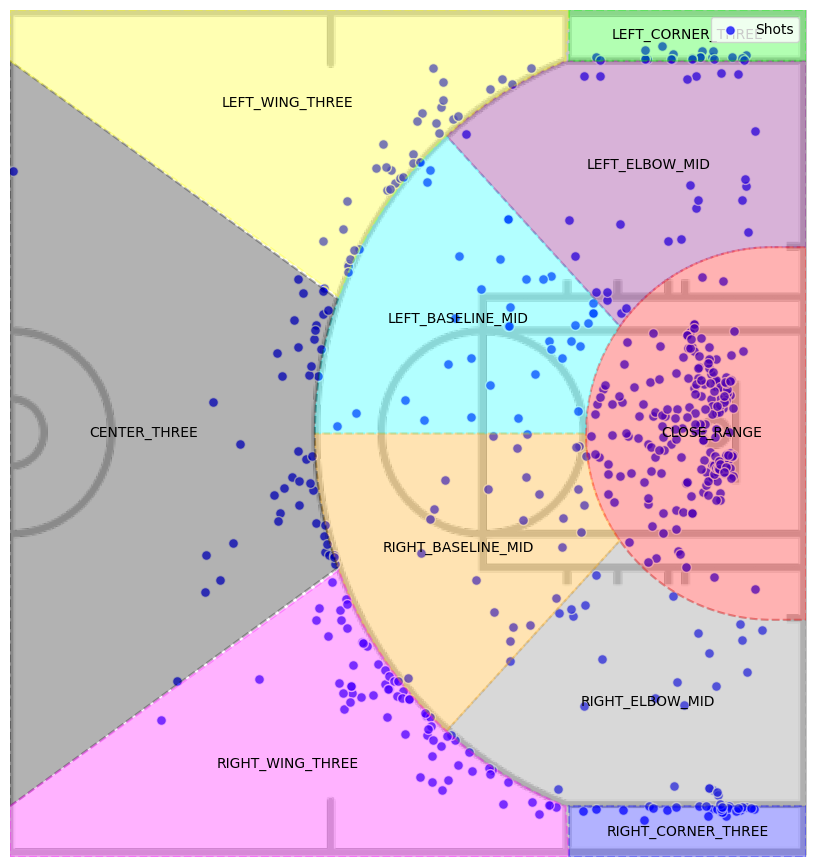 LEFT_CORNER_THREE
Shots
LEFT_WING_THREE
LEFT_ELBOW_MID
LEFT_BASELINE_MID
CENTER_THREE
CLOSE_RANGE
RIGHT_BASELINE_MID
RIGHT_ELBOW_MID
RIGHT_WING_THREE
RIGHT_CORNER_THREE